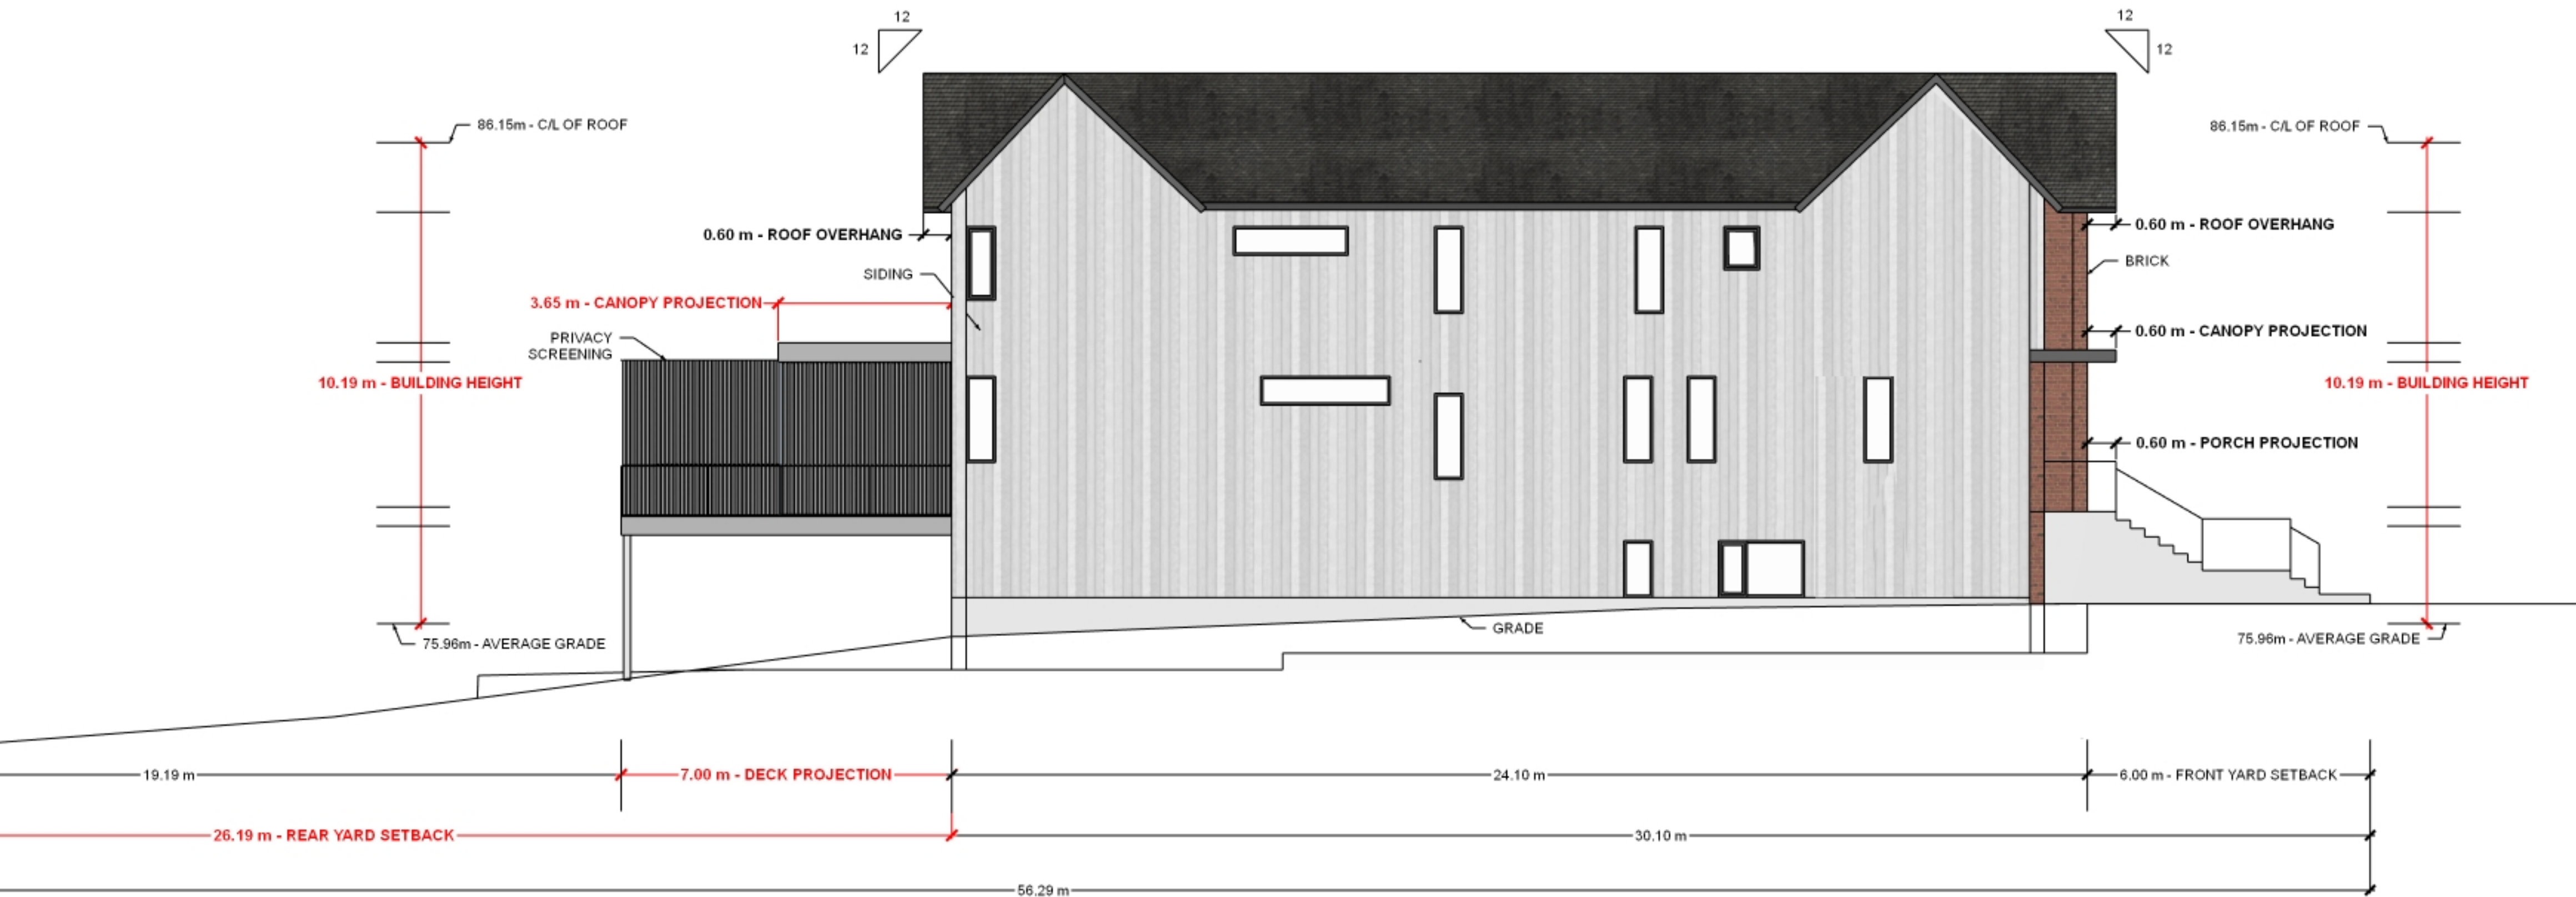 12
12
12
12
86.15m - C/L OF ROOF
86.15m - C/L OF ROOF
0.60 m - ROOF OVERHANG
0.60 m - ROOF OVERHANG
SIDING
BRICK
3.65 m - CANOPY PROJECTION
0.60 m - CANOPY PROJECTION
PRIVACY
SCREENING
10.19 m - BUILDING HEIGHT
10.19 m - BUILDING HEIGHT
0.60 m - PORCH PROJECTION
GRADE
75.96m - AVERAGE GRADE
75.96m - AVERAGE GRADE
19.19 m
7.00 m - DECK PROJECTION
24.10 m
6.00 m - FRONT YARD SETBACK
26.19 m - REAR YARD SETBACK
30.10 m
56.29 m